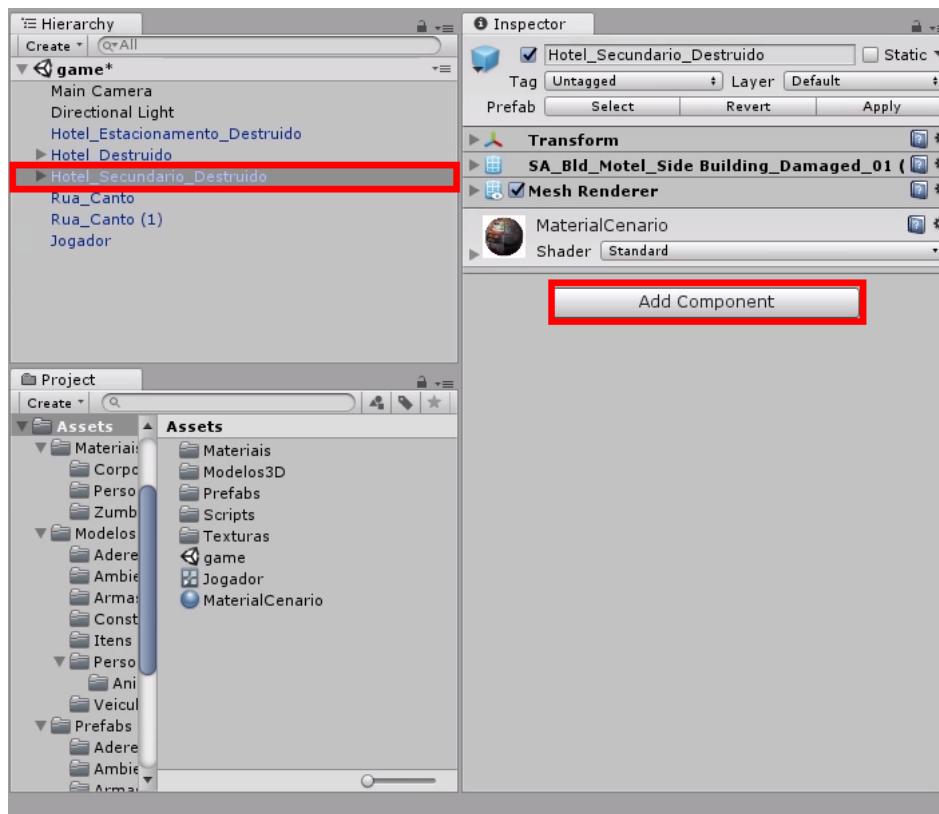 Hierarchy
Create
All
game*
Main Camera
Directional Light
Hotel_Estacionamento_Destruido
Hotel_Destruido
Hotel_Secundario_Destruido
Rua_Canto
Rua_Canto (1)
Jogador
Project
Create
Assets
Materiai
Corpo
Perso
Zumb
Modelos
Adere
Ambie
Armas
Const
Itens
Perso
Ani
Veicul
Prefabs
Adere
Ambie
Arma
Assets
Materiais
Modelos3D
Prefabs
Scripts
Texturas
game
Jogador
MaterialCenario
Inspector
Hotel_Secundario_Destruido Static
Tag Untagged Layer Default
Prefab Select Revert Apply
Transform
SA_Bld_Motel_Side Building_Damaged_01 (
Mesh Renderer
MaterialCenario
Shader Standard
Add Component